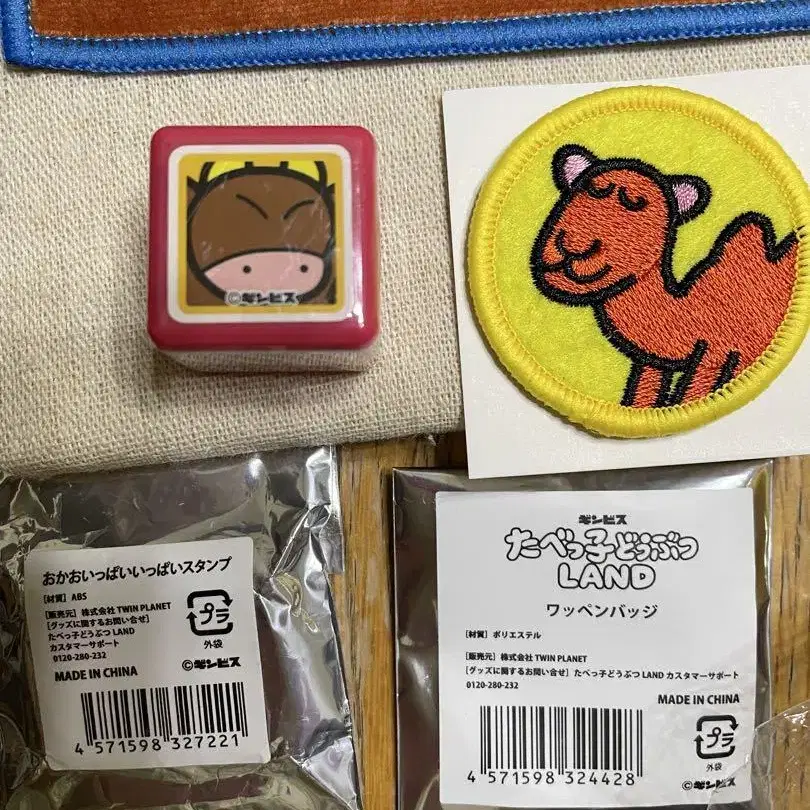 ©ギンビス
おかおいっぱいいっぱいスタンプ
[材質] ABS
[販売元] 株式会社 TWIN PLANET
[グッズに関するお問い合せ]
たべっ子どうぶつ LAND
カスタマーサポート
0120-280-232
プラ
外袋
©ギンビス
MADE IN CHINA
4 571598 327221
ギンビス
たべっ子どうぶつ
LAND
ワッペンバッジ
[材質] ポリエステル
[販売元] 株式会社 TWIN PLANET
[グッズに関するお問い合せ] たべっ子どうぶつ LAND カスタマーサポート
0120-280-232
MADE IN CHINA
4 571598 324428
プラ
外袋
©ギンビス